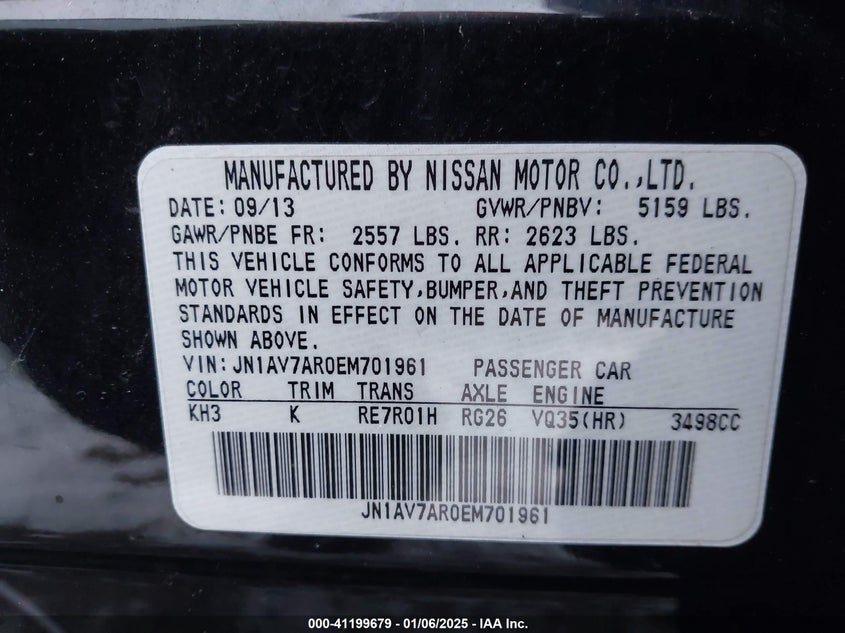 MANUFACTURED BY NISSAN MOTOR CO.,LTD.
DATE: 09/13 GVWR/PNBV: 5159 LBS.
GAWR/PNBE FR: 2557 LBS. RR: 2623 LBS.
THIS VEHICLE CONFORMS TO ALL APPLICABLE FEDERAL
MOTOR VEHICLE SAFETY,BUMPER,AND THEFT PREVENTION
STANDARDS IN EFFECT ON THE DATE OF MANUFACTURE
SHOWN ABOVE.
VIN: JN1AV7AR0EM701961 PASSENGER CAR
COLOR TRIM TRANS AXLE ENGINE
KH3 K RE7R01H RG26 VQ35(HR) 3498CC
JN1AV7AR0EM701961
000-41199679 - 01/06/2025 - IAA Inc.